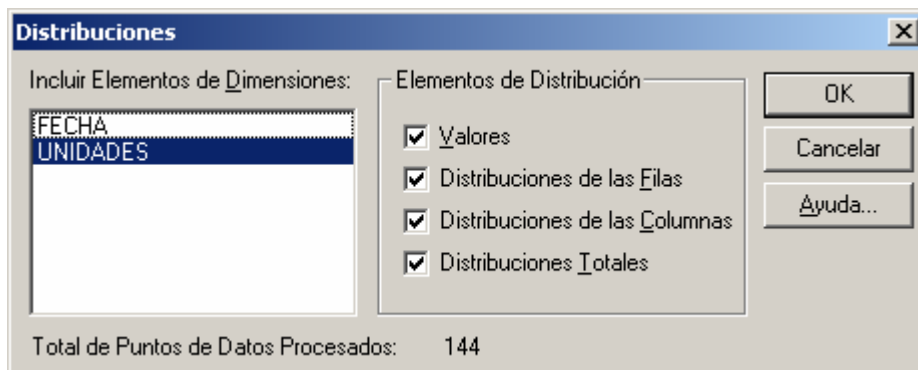 Distribuciones
Incluir Elementos de Dimensiones:
FECHA
UNIDADES
Elementos de Distribución
Valores
Distribuciones de las Filas
Distribuciones de las Columnas
Distribuciones Totales
OK
Cancelar
Ayuda...
Total de Puntos de Datos Procesados: 144